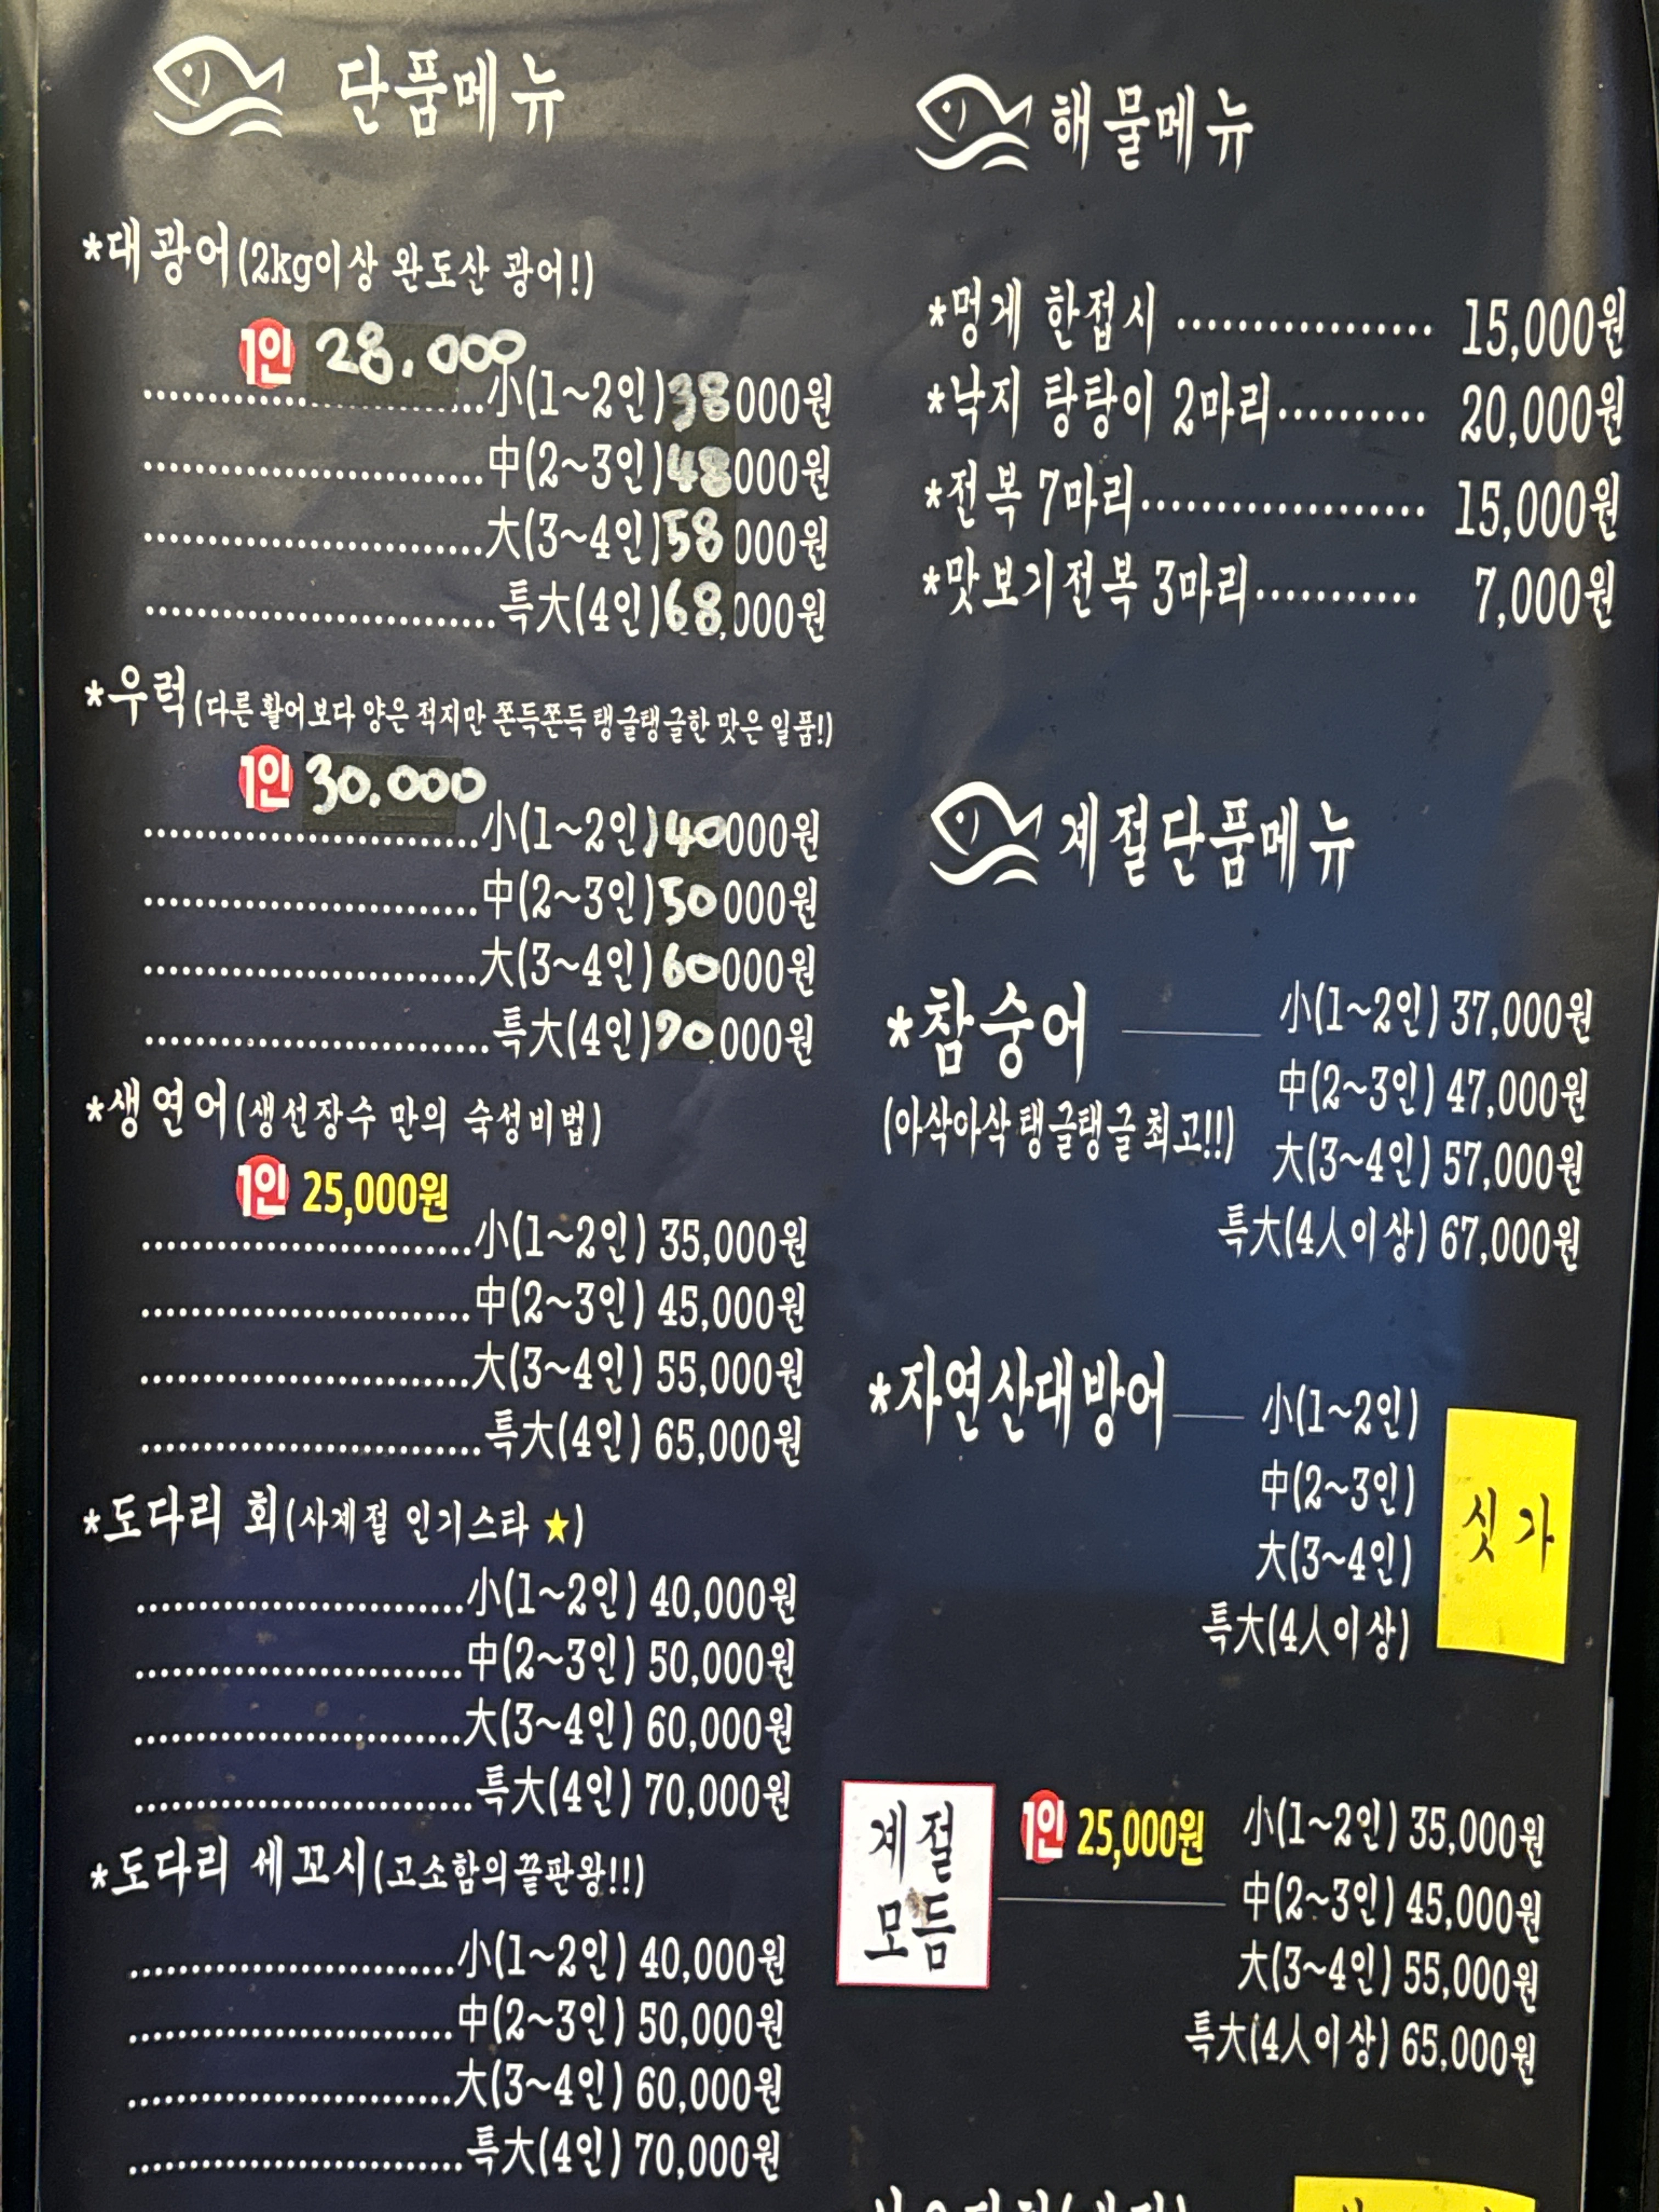 단품메뉴
*대광어(2kg이상 완도산 광어!)
1인 28.000
小(1~2인)38000원
中(2~3인)48000원
大(3~4인)58000원
특大(4인)68,000원
*우럭(다른 활어보다 양은 적지만 쫀득쫀득 탱글탱글한 맛은 일품!)
1인 30.000
小(1~2인)40000원
中(2~3인)50000원
大(3~4인)60000원
특大(4인)70000원
*생연어(생선장수 만의 숙성비법)
1인 25,000원
小(1~2인) 35,000원
中(2~3인) 45,000원
大(3~4인) 55,000원
특大(4인) 65,000원
*도다리 회(사계절 인기스타 ★)
小(1~2인) 40,000원
中(2~3인) 50,000원
大(3~4인) 60,000원
특大(4인) 70,000원
*도다리 세꼬시(고소함의끝판왕!!)
小(1~2인) 40,000원
中(2~3인) 50,000원
大(3~4인) 60,000원
특大(4인) 70,000원
해물메뉴
*멍게 한접시 15,000원
*낙지 탕탕이 2마리 20,000원
*전복 7마리 15,000원
*맛보기전복 3마리 7,000원
계절단품메뉴
*참숭어 小(1~2인) 37,000원
中(2~3인) 47,000원
(아삭아삭 탱글탱글 최고!!)
大(3~4인) 57,000원
특大(4人이상) 67,000원
*자연산대방어 小(1~2인)
中(2~3인)
싯가
大(3~4인)
특大(4人이상)
계절
모듬
1인 25,000원 小(1~2인) 35,000원
中(2~3인) 45,000원
大(3~4인) 55,000원
특大(4人이상) 65,000원